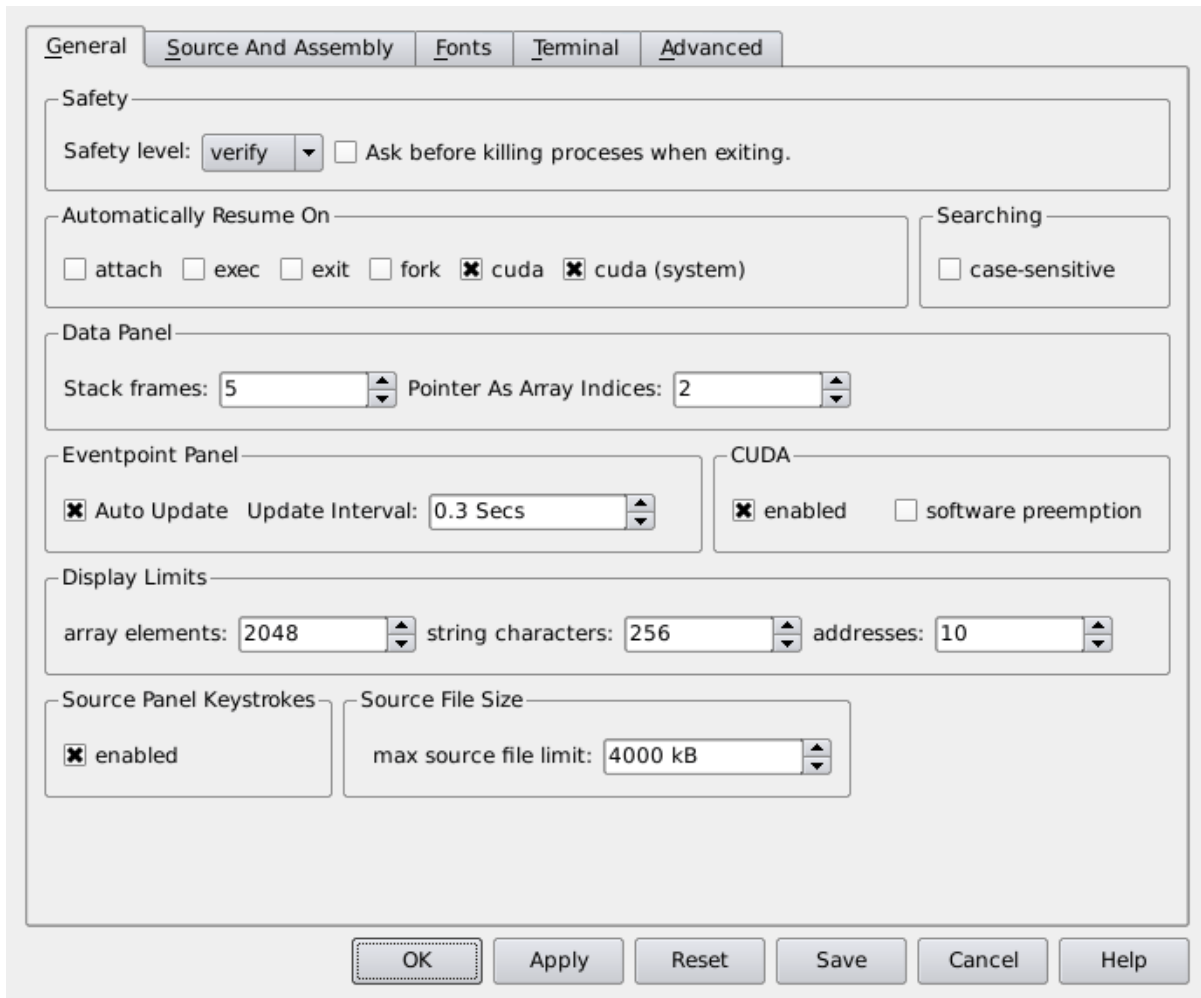 General Source And Assembly Fonts Terminal Advanced
Safety
Safety level: verify Ask before killing proceses when exiting.
Automatically Resume On Searching
attach exec exit fork cuda cuda (system) case-sensitive
Data Panel
Stack frames: 5 Pointer As Array Indices: 2
Eventpoint Panel CUDA
Auto Update Update Interval: 0.3 Secs enabled software preemption
Display Limits
array elements: 2048 string characters: 256 addresses: 10
Source Panel Keystrokes Source File Size
enabled max source file limit: 4000 kB
OK Apply Reset Save Cancel Help